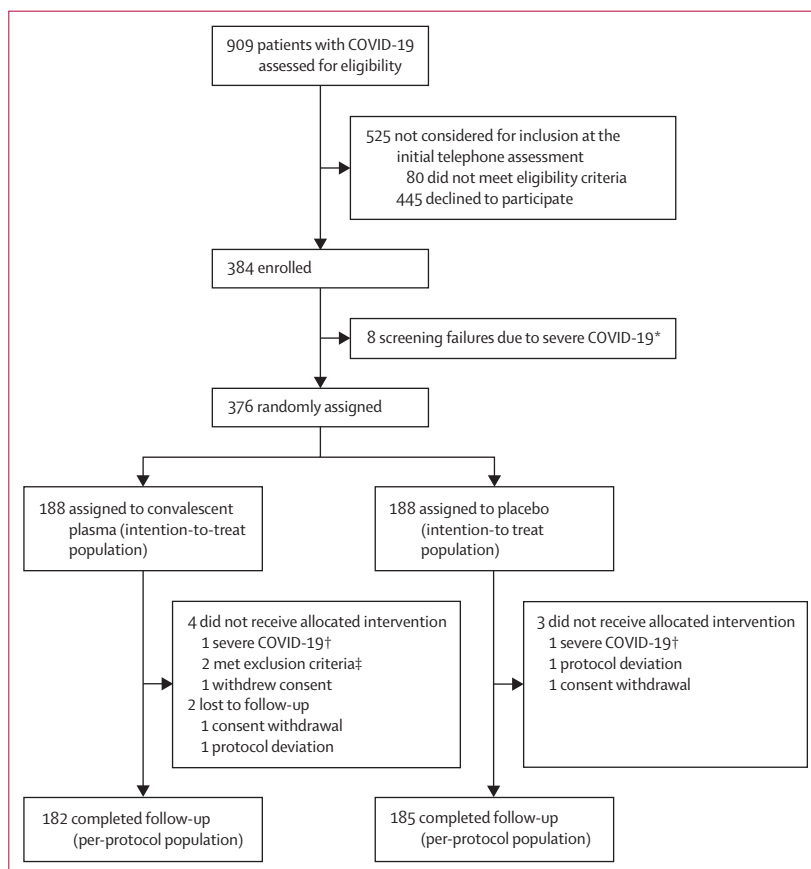 909 patients with COVID-19
assessed for eligibility
525 not considered for inclusion at the
initial telephone assessment
80 did not meet eligibility criteria
445 declined to participate
384 enrolled
8 screening failures due to severe COVID-19*
376 randomly assigned
188 assigned to convalescent
plasma (intention-to-treat
population)
188 assigned to placebo
(intention-to treat
population)
4 did not receive allocated intervention
1 severe COVID-19†
2 met exclusion criteria‡
1 withdrew consent
2 lost to follow-up
1 consent withdrawal
1 protocol deviation
3 did not receive allocated intervention
1 severe COVID-19†
1 protocol deviation
1 consent withdrawal
182 completed follow-up
(per-protocol population)
185 completed follow-up
(per-protocol population)